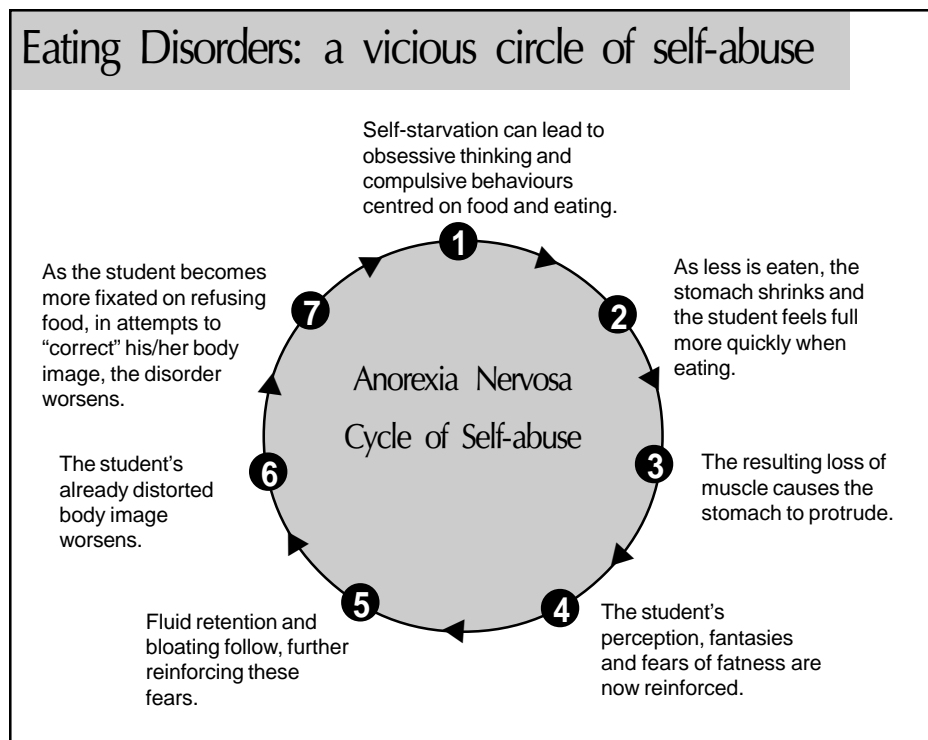 Eating Disorders: a vicious circle of self-abuse
Self-starvation can lead to
obsessive thinking and
compulsive behaviours
centred on food and eating.
1
As less is eaten, the
stomach shrinks and
the student feels full
more quickly when
eating.
2
The resulting loss of
muscle causes the
stomach to protrude.
3
The student’s
perception, fantasies
and fears of fatness are
now reinforced.
4
Fluid retention and
bloating follow, further
reinforcing these
fears.
5
The student’s
already distorted
body image
worsens.
6
As the student becomes
more fixated on refusing
food, in attempts to
“correct” his/her body
image, the disorder
worsens.
7
Anorexia Nervosa
Cycle of Self-abuse